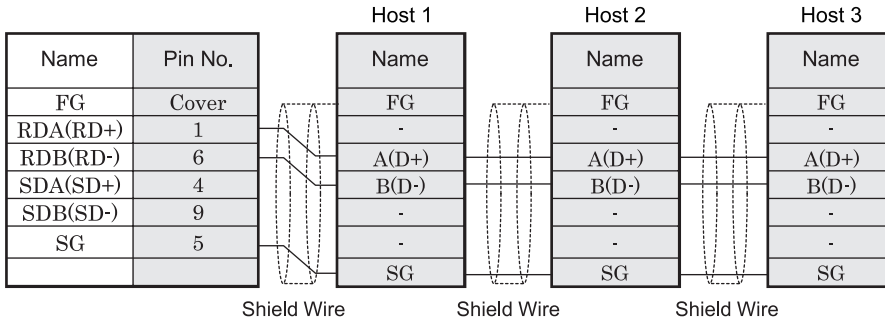 Host 1 Host 2 Host 3
Name Pin No. Name Name Name
FG Cover FG FG FG
RDA(RD+) 1 - - -
RDB(RD-) 6 A(D+) A(D+) A(D+)
SDA(SD+) 4 B(D-) B(D-) B(D-)
SDB(SD-) 9 - - -
SG 5 - - -
SG SG SG
Shield Wire Shield Wire Shield Wire